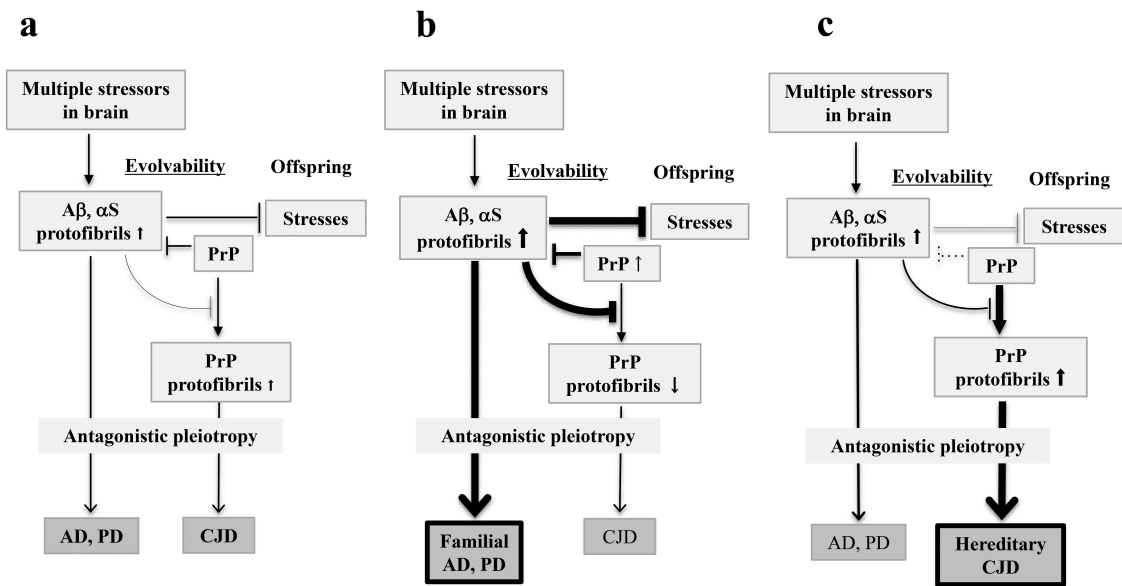 a
Multiple stressors
in brain
Evolvability
Offspring
Aβ, αS
protofibrils ↑
Stresses
PrP
PrP
protofibrils ↑
Antagonistic pleiotropy
AD, PD
CJD
b
Multiple stressors
in brain
Evolvability
Offspring
Aβ, αS
protofibrils ↑
Stresses
PrP ↑
PrP
protofibrils ↓
Antagonistic pleiotropy
Familial
AD, PD
CJD
c
Multiple stressors
in brain
Evolvability
Offspring
Aβ, αS
protofibrils ↑
Stresses
PrP
PrP
protofibrils ↑
Antagonistic pleiotropy
AD, PD
Hereditary
CJD